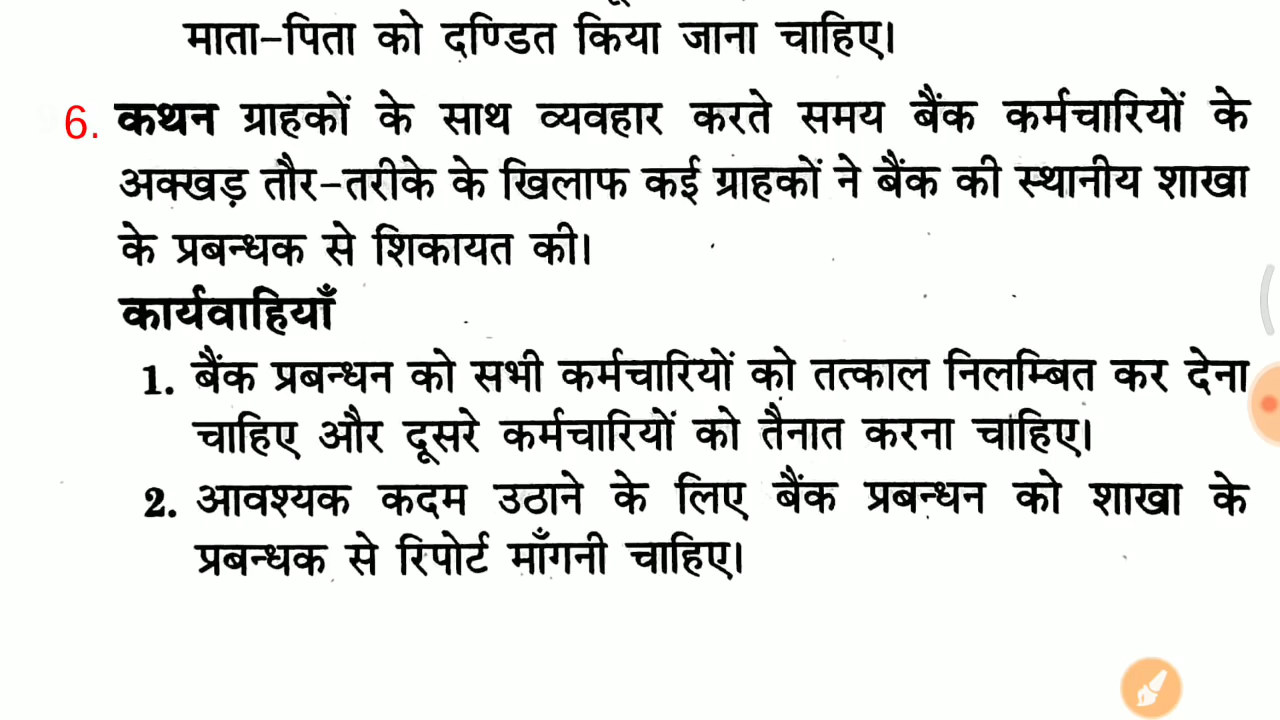 माता-पिता को दण्डित किया जाना चाहिए।
6. कथन ग्राहकों के साथ व्यवहार करते समय बैंक कर्मचारियों के
अक्खड़ तौर-तरीके के खिलाफ कई ग्राहकों ने बैंक की स्थानीय शाखा
के प्रबन्धक से शिकायत की।
कार्यवाहियाँ
1. बैंक प्रबन्धन को सभी कर्मचारियों को तत्काल निलम्बित कर देना
चाहिए और दूसरे कर्मचारियों को तैनात करना चाहिए।
2. आवश्यक कदम उठाने के लिए बैंक प्रबन्धन को शाखा के
प्रबन्धक से रिपोर्ट माँगनी चाहिए।